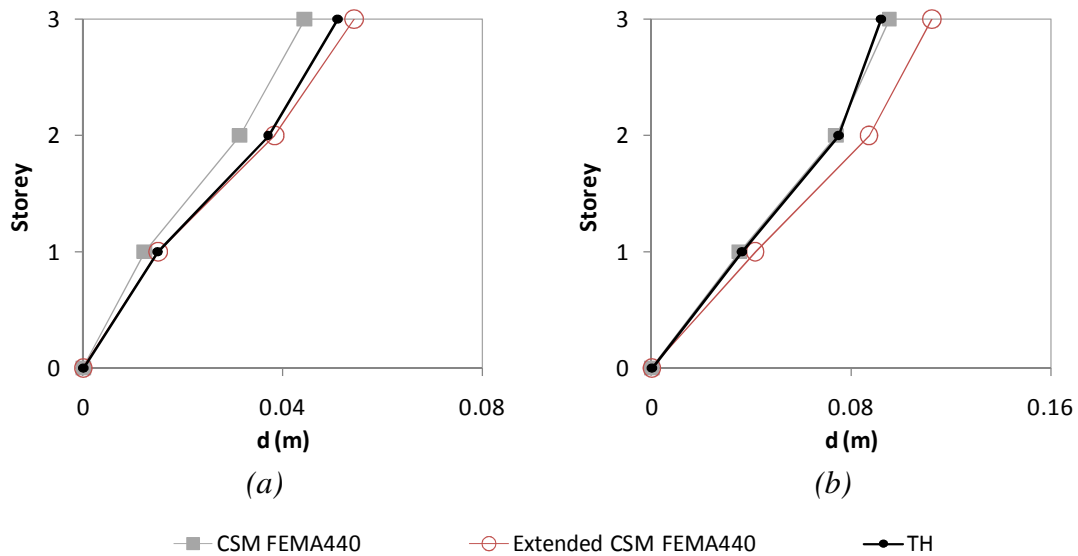 3
2
1
0
Storey
0
0.04
0.08
d (m)
(a)
3
2
1
0
Storey
0
0.08
0.16
d (m)
(b)
CSM FEMA440
Extended CSM FEMA440
TH